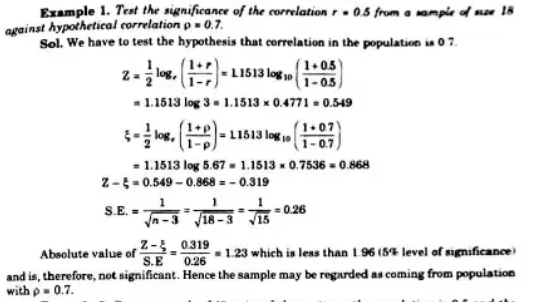 Example 1. Test the significance of the correlation r = 0.5 from a sample of size 18
against hypothetical correlation ρ = 0.7.
Sol. We have to test the hypothesis that correlation in the population is 0.7.
Z = 1/2 logₑ ((1+r)/(1−r)) = 1.1513 log₁₀ ((1+0.5)/(1−0.5))
= 1.1513 log 3 = 1.1513 × 0.4771 = 0.549
ξ = 1/2 logₑ ((1+ρ)/(1−ρ)) = 1.1513 log₁₀ ((1+0.7)/(1−0.7))
= 1.1513 log 5.67 = 1.1513 × 0.7536 = 0.868
Z − ξ = 0.549 − 0.868 = − 0.319
S.E. = 1/√(n − 3) = 1/√(18 − 3) = 1/√15 = 0.26
Absolute value of (Z − ξ)/S.E = 0.319/0.26 = 1.23 which is less than 1.96 (5% level of significance)
and is, therefore, not significant. Hence the sample may be regarded as coming from population
with ρ = 0.7.